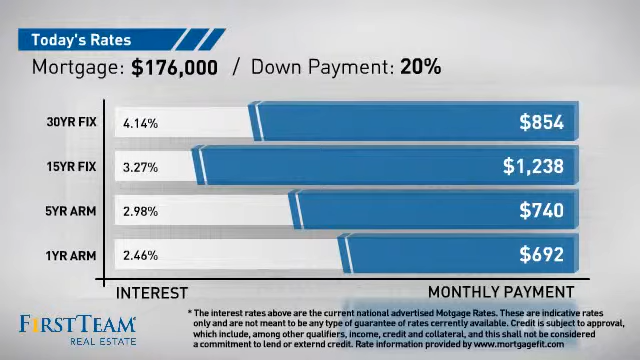 Today's Rates
Mortgage: $176,000 / Down Payment: 20%
30YR FIX 4.14% $854
15YR FIX 3.27% $1,238
5YR ARM 2.98% $740
1YR ARM 2.46% $692
INTEREST MONTHLY PAYMENT
FIRSTTEAM®
REAL ESTATE
* The interest rates above are the current national advertised Motgage Rates. These are indicative rates
only and are not meant to be any type of guarantee of rates cerrently available. Credit is subject to approval,
which include, among other qualifiers, income, credit and collateral, and this shall not be considered
a commitment to lend or externd credit. Rate information provided by www.mortgagefit.com